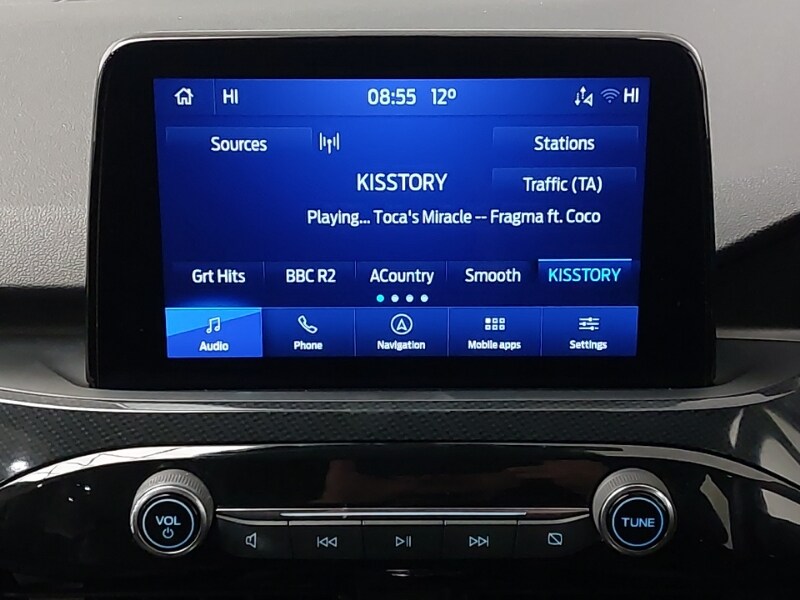 HI 08:55 12º HI
Sources Stations
KISSTORY Traffic (TA)
Playing... Toca's Miracle -- Fragma ft. Coco
Grt Hits BBC R2 ACountry Smooth KISSTORY
Audio Phone Navigation Mobile apps Settings
VOL TUNE